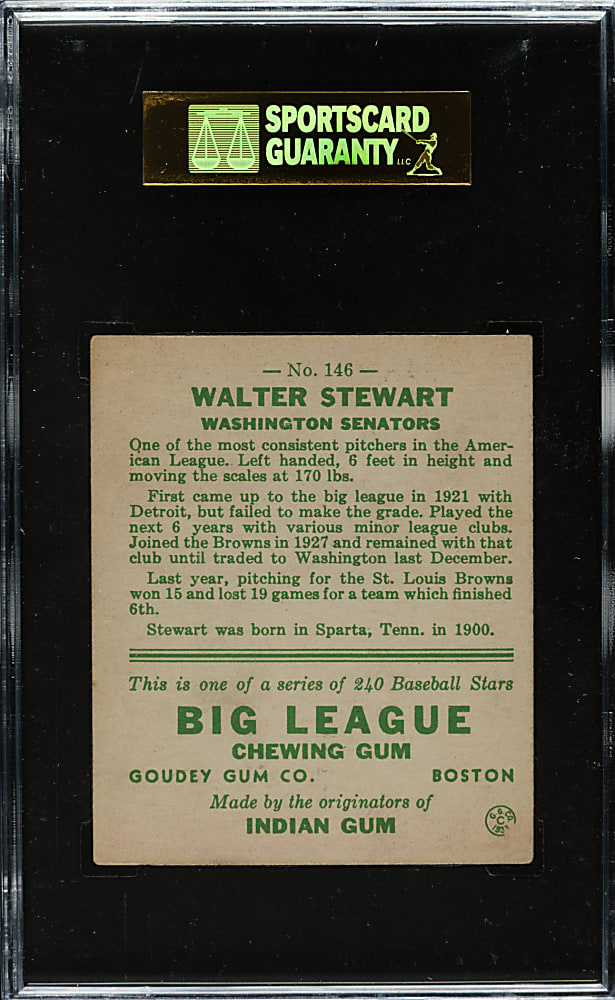 SPORTSCARD
GUARANTY LLC
— No. 146 —
WALTER STEWART
WASHINGTON SENATORS
One of the most consistent pitchers in the Amer-
ican League. Left handed, 6 feet in height and
moving the scales at 170 lbs.
First came up to the big league in 1921 with
Detroit, but failed to make the grade. Played the
next 6 years with various minor league clubs.
Joined the Browns in 1927 and remained with that
club until traded to Washington last December.
Last year, pitching for the St. Louis Browns
won 15 and lost 19 games for a team which finished
6th.
Stewart was born in Sparta, Tenn. in 1900.
This is one of a series of 240 Baseball Stars
BIG LEAGUE
CHEWING GUM
GOUDEY GUM CO. BOSTON
Made by the originators of
INDIAN GUM
G. G. CO.
C